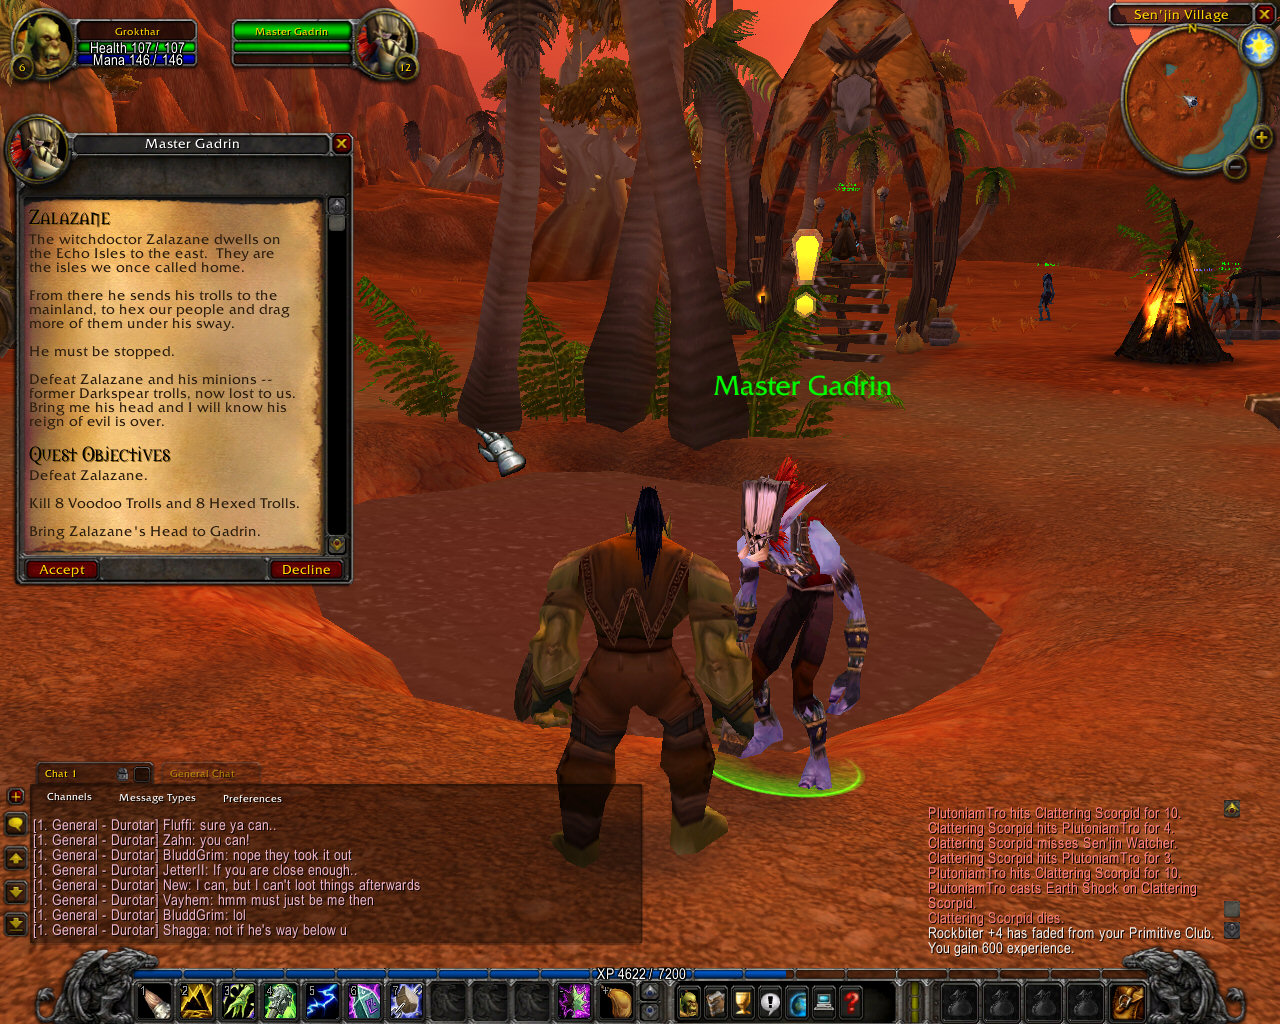 Grokthar
Health 107 / 107
Mana 146 / 146
6
Master Gadrin
12
Sen'jin Village
N
Master Gadrin
Zalazane
The witchdoctor Zalazane dwells on
the Echo Isles to the east. They are
the isles we once called home.
From there he sends his trolls to the
mainland, to hex our people and drag
more of them under his sway.
He must be stopped.
Defeat Zalazane and his minions --
former Darkspear trolls, now lost to us.
Bring me his head and I will know his
reign of evil is over.
Quest Objectives
Defeat Zalazane.
Kill 8 Voodoo Trolls and 8 Hexed Trolls.
Bring Zalazane's Head to Gadrin.
Accept
Decline
Master Gadrin
Chat 1
General Chat
Channels
Message Types
Preferences
[1. General - Durotar] Fluffi: sure ya can..
[1. General - Durotar] Zahn: you can!
[1. General - Durotar] BluddGrim: nope they took it out
[1. General - Durotar] JetterII: If you are close enough..
[1. General - Durotar] New: I can, but I can't loot things afterwards
[1. General - Durotar] Vayhem: hmm must just be me then
[1. General - Durotar] BluddGrim: lol
[1. General - Durotar] Shagga: not if he's way below u
PlutoniamTro hits Clattering Scorpid for 10.
Clattering Scorpid hits PlutoniamTro for 4.
Clattering Scorpid misses Sen'jin Watcher.
Clattering Scorpid hits PlutoniamTro for 3.
PlutoniamTro hits Clattering Scorpid for 10.
PlutoniamTro casts Earth Shock on Clattering
Scorpid.
Clattering Scorpid dies.
Rockbiter +4 has faded from your Primitive Club.
You gain 600 experience.
XP 4622 / 7200
1
2
3
4
5
6
7